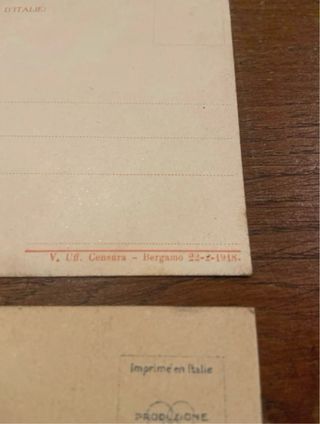 D'ITALIE)
V. Uff. Censura - Bergamo 22-2-1918.
Imprimé en Italie
PRODUZIONE